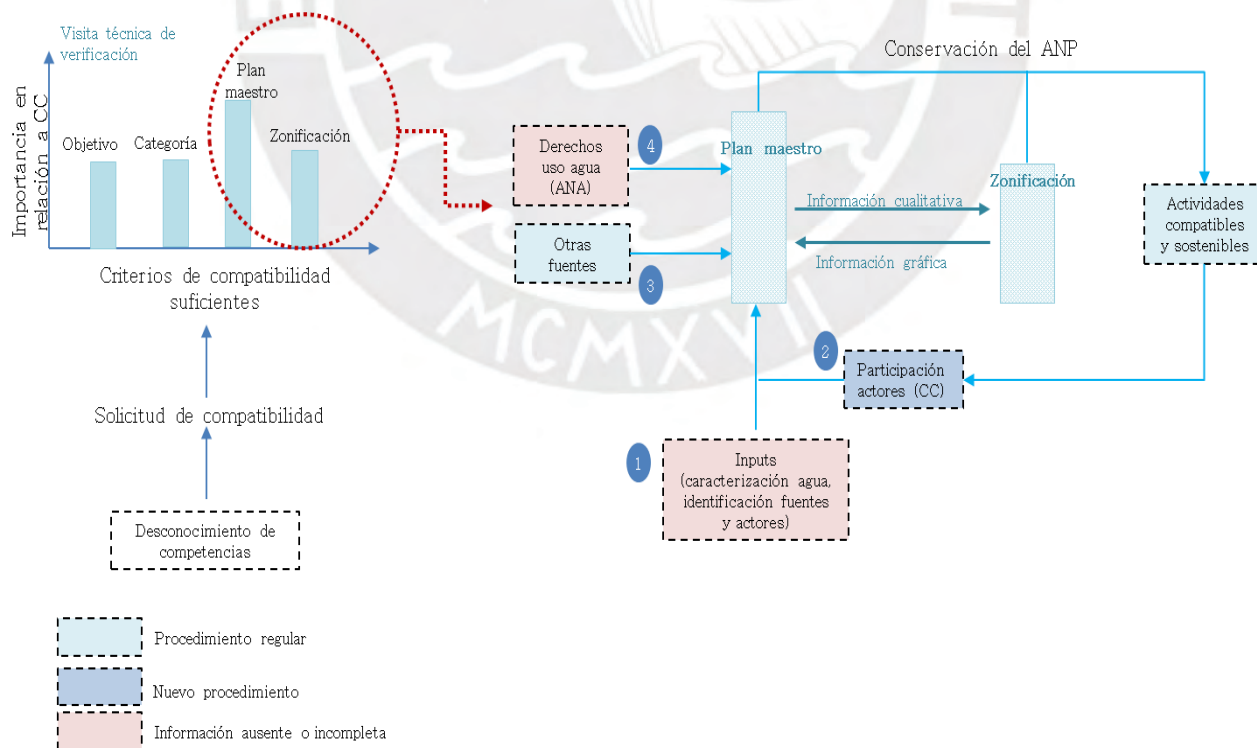 Visita técnica de
verificación
Importancia en
relación a CC
Objetivo
Categoría
Plan
maestro
Zonificación
Criterios de compatibilidad
suficientes
Solicitud de compatibilidad
Desconocimiento de
competencias
Conservación del ANP
Derechos
uso agua
(ANA)
4
Otras
fuentes
3
Plan maestro
Información cualitativa
Información gráfica
Zonificación
Actividades
compatibles
y sostenibles
2
Participación
actores (CC)
1
Inputs
(caracterización agua,
identificación fuentes
y actores)
MCMXVII
Procedimiento regular
Nuevo procedimiento
Información ausente o incompleta